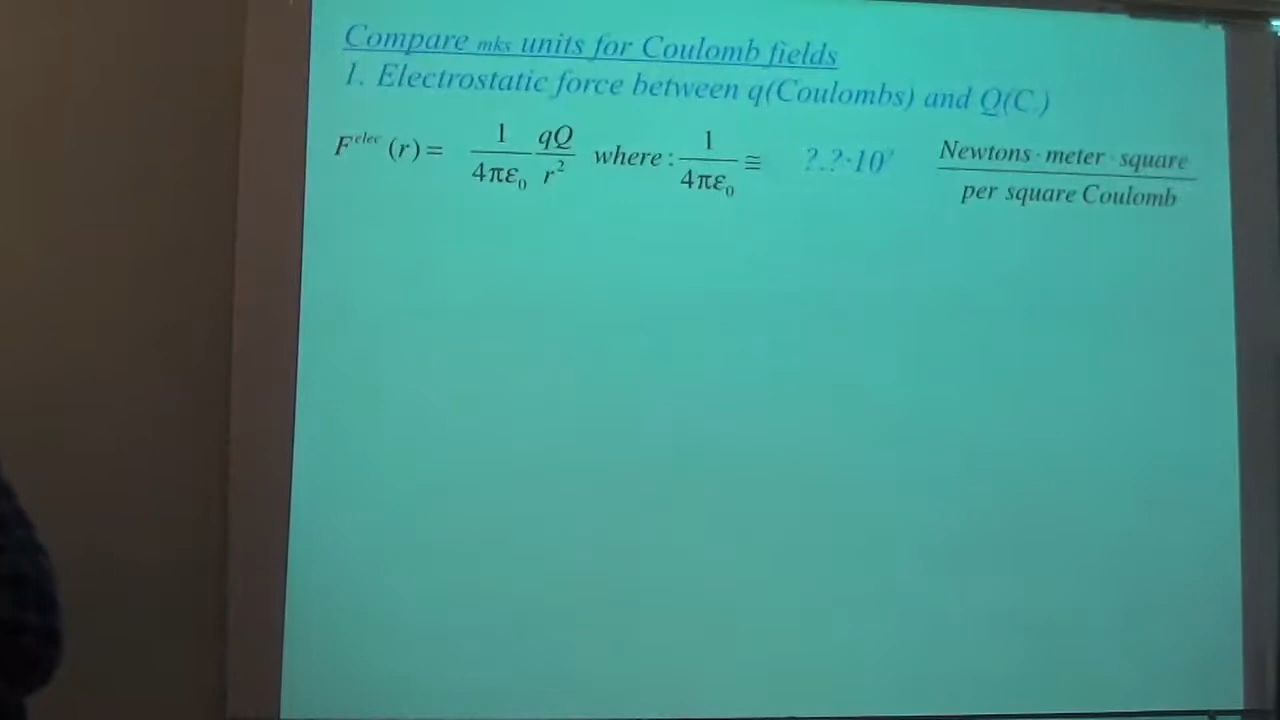 Compare mks units for Coulomb fields
1. Electrostatic force between q(Coulombs) and Q(C.)
F^elec (r) = 1/(4πε₀) qQ/r² where : 1/(4πε₀) ≅ ?.?·10^? Newtons · meter · square / per square Coulomb